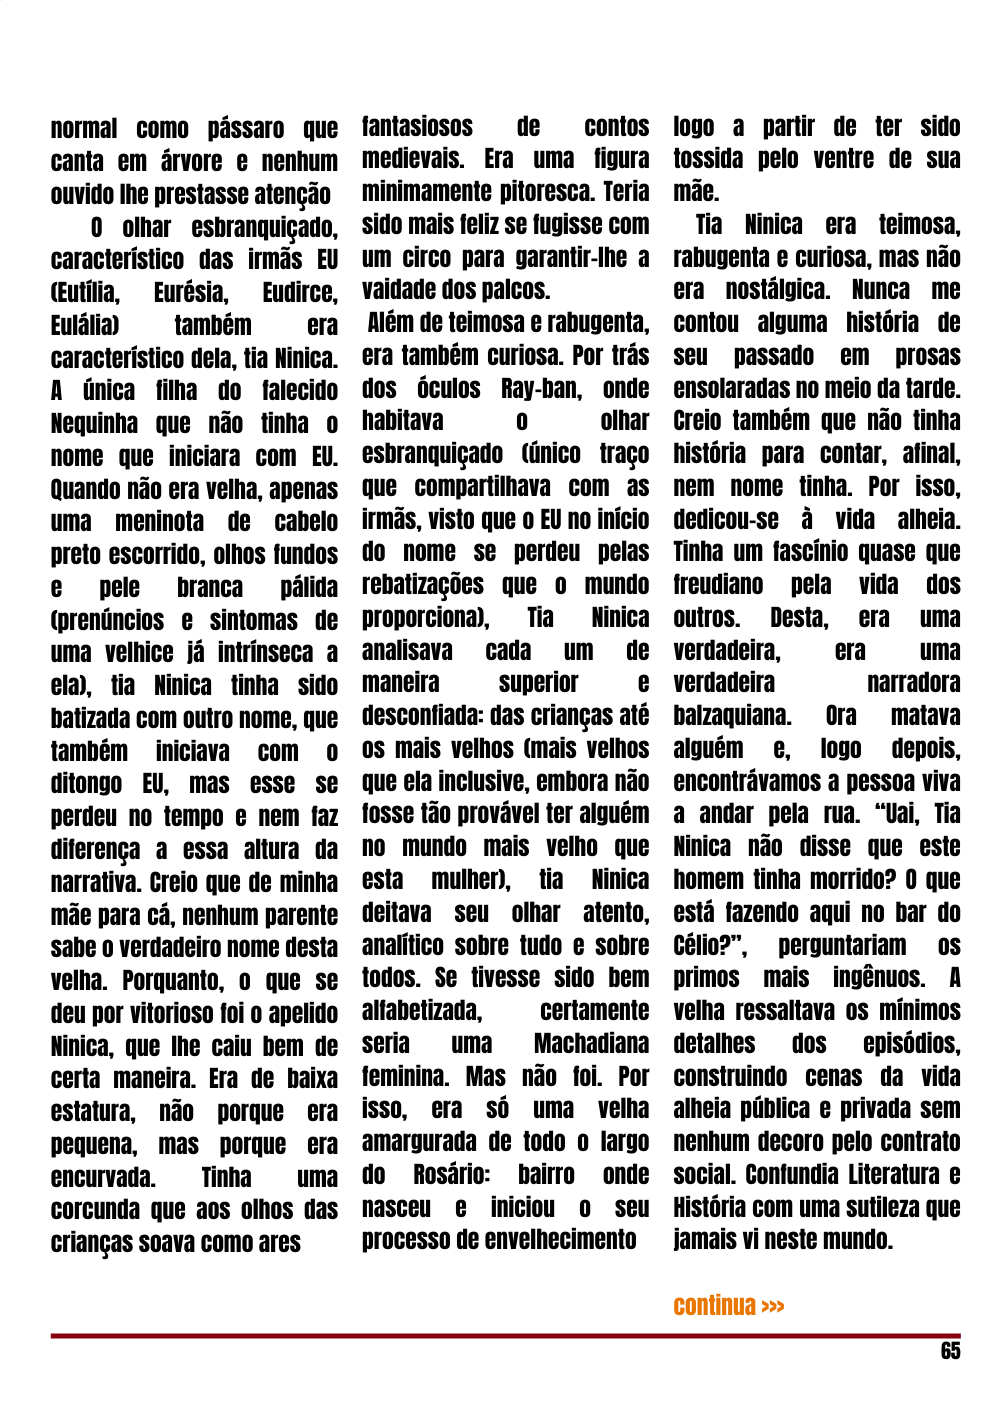 normal como pássaro que
canta em árvore e nenhum
ouvido lhe prestasse atenção
O olhar esbranquiçado,
característico das irmãs EU
(Eutília, Eurésia, Eudirce,
Eulália) também era
característico dela, tia Ninica.
A única filha do falecido
Nequinha que não tinha o
nome que iniciara com EU.
Quando não era velha, apenas
uma meninota de cabelo
preto escorrido, olhos fundos
e pele branca pálida
(prenúncios e sintomas de
uma velhice já intrínseca a
ela), tia Ninica tinha sido
batizada com outro nome, que
também iniciava com o
ditongo EU, mas esse se
perdeu no tempo e nem faz
diferença a essa altura da
narrativa. Creio que de minha
mãe para cá, nenhum parente
sabe o verdadeiro nome desta
velha. Porquanto, o que se
deu por vitorioso foi o apelido
Ninica, que lhe caiu bem de
certa maneira. Era de baixa
estatura, não porque era
pequena, mas porque era
encurvada. Tinha uma
corcunda que aos olhos das
crianças soava como ares
fantasiosos de contos
medievais. Era uma figura
minimamente pitoresca. Teria
sido mais feliz se fugisse com
um circo para garantir-lhe a
vaidade dos palcos.
Além de teimosa e rabugenta,
era também curiosa. Por trás
dos óculos Ray-ban, onde
habitava o olhar
esbranquiçado (único traço
que compartilhava com as
irmãs, visto que o EU no início
do nome se perdeu pelas
rebatizações que o mundo
proporciona), Tia Ninica
analisava cada um de
maneira superior e
desconfiada: das crianças até
os mais velhos (mais velhos
que ela inclusive, embora não
fosse tão provável ter alguém
no mundo mais velho que
esta mulher), tia Ninica
deitava seu olhar atento,
analítico sobre tudo e sobre
todos. Se tivesse sido bem
alfabetizada, certamente
seria uma Machadiana
feminina. Mas não foi. Por
isso, era só uma velha
amargurada de todo o largo
do Rosário: bairro onde
nasceu e iniciou o seu
processo de envelhecimento
logo a partir de ter sido
tossida pelo ventre de sua
mãe.
Tia Ninica era teimosa,
rabugenta e curiosa, mas não
era nostálgica. Nunca me
contou alguma história de
seu passado em prosas
ensolaradas no meio da tarde.
Creio também que não tinha
história para contar, afinal,
nem nome tinha. Por isso,
dedicou-se à vida alheia.
Tinha um fascínio quase que
freudiano pela vida dos
outros. Desta, era uma
verdadeira, era uma
verdadeira narradora
balzaquiana. Ora matava
alguém e, logo depois,
encontrávamos a pessoa viva
a andar pela rua. “Uai, Tia
Ninica não disse que este
homem tinha morrido? O que
está fazendo aqui no bar do
Célio?”, perguntariam os
primos mais ingênuos. A
velha ressaltava os mínimos
detalhes dos episódios,
construindo cenas da vida
alheia pública e privada sem
nenhum decoro pelo contrato
social. Confundia Literatura e
História com uma sutileza que
jamais vi neste mundo.
continua >>>
65